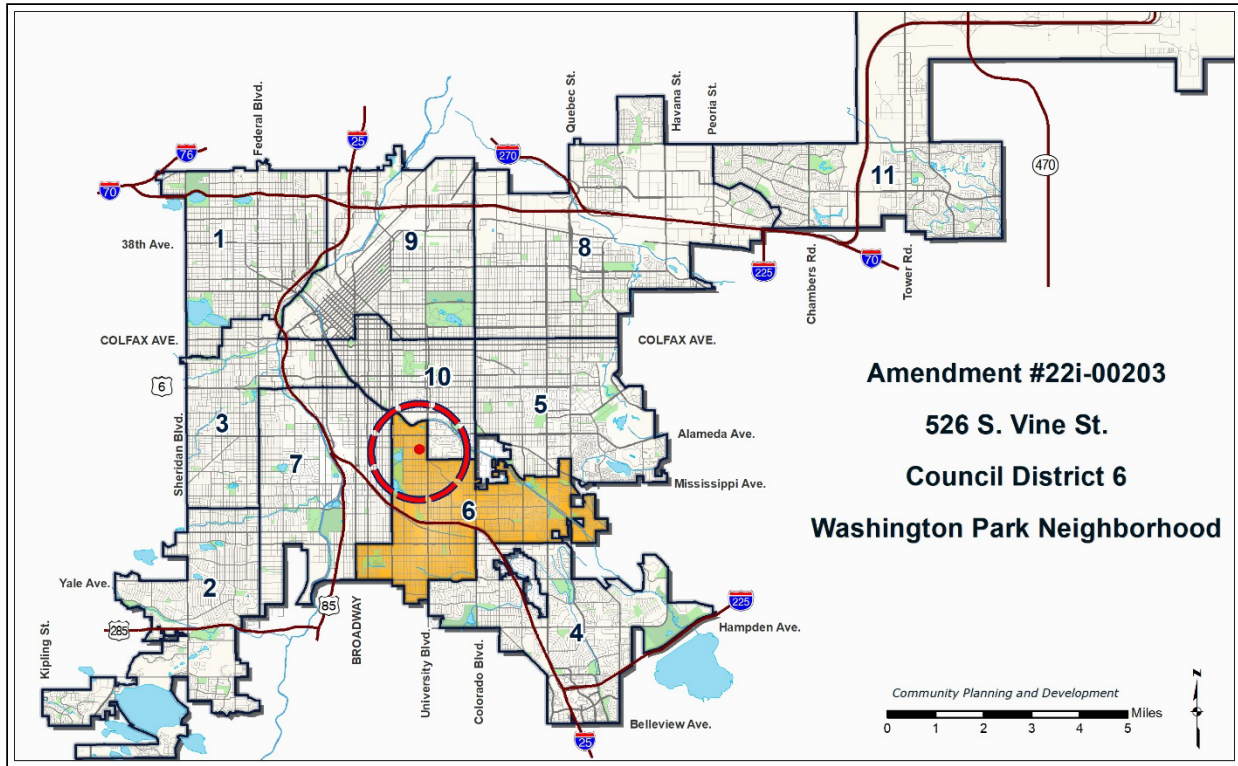 Federal Blvd.
Quebec St.
Havana St.
Peoria St.
76
25
270
70
470
11
1
9
8
38th Ave.
225
70
Chambers Rd.
Tower Rd.
COLFAX AVE.
COLFAX AVE.
6
10
Amendment #22i-00203
526 S. Vine St.
Council District 6
Washington Park Neighborhood
3
5
Sheridan Blvd.
Alameda Ave.
7
Mississippi Ave.
6
Yale Ave.
2
85
BROADWAY
University Blvd.
Colorado Blvd.
4
225
Hampden Ave.
285
Kipling St.
Belleview Ave.
25
Community Planning and Development
Miles
0 1 2 3 4 5
N